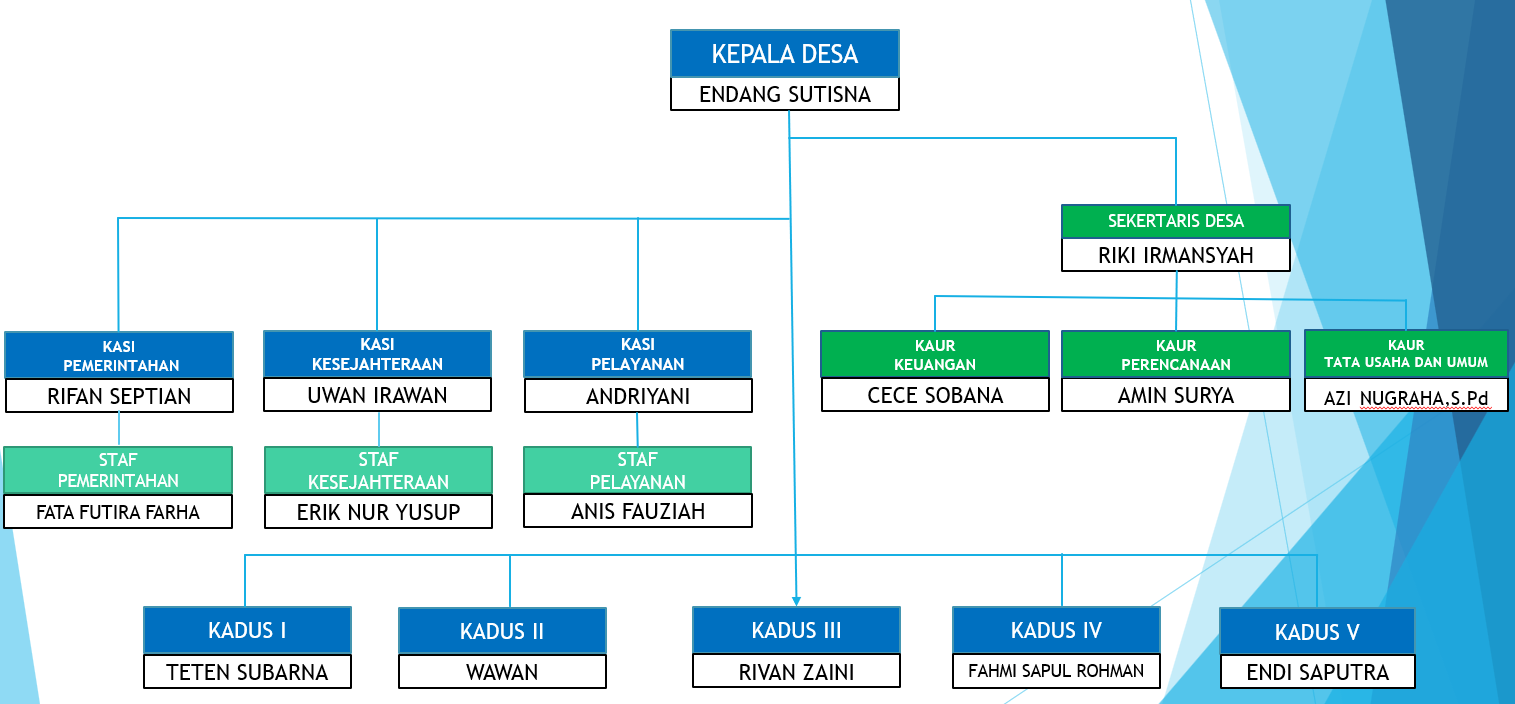 KEPALA DESA
ENDANG SUTISNA
SEKERTARIS DESA
RIKI IRMANSYAH
KASI
PEMERINTAHAN
RIFAN SEPTIAN
KASI
KESEJAHTERAAN
UWAN IRAWAN
KASI
PELAYANAN
ANDRIYANI
KAUR
KEUANGAN
CECE SOBANA
KAUR
PERENCANAAN
AMIN SURYA
KAUR
TATA USAHA DAN UMUM
AZI NUGRAHA,S.Pd
STAF
PEMERINTAHAN
FATA FUTIRA FARHA
STAF
KESEJAHTERAAN
ERIK NUR YUSUP
STAF
PELAYANAN
ANIS FAUZIAH
KADUS I
TETEN SUBARNA
KADUS II
WAWAN
KADUS III
RIVAN ZAINI
KADUS IV
FAHMI SAPUL ROHMAN
KADUS V
ENDI SAPUTRA